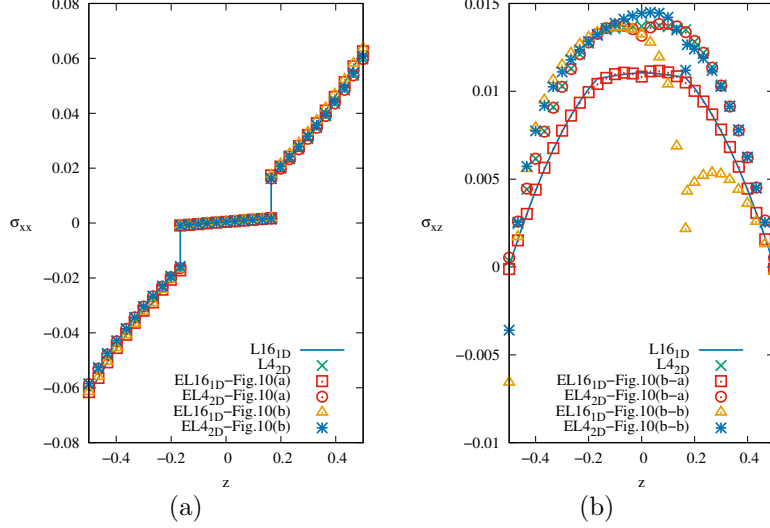 0.08
0.06
0.04
0.02
0
−0.02
−0.04
−0.06
−0.08
σxx
−0.4 −0.2 0 0.2 0.4
z
L16₁D
L4₂D
EL16₁D−Fig.10(a)
EL4₂D−Fig.10(a)
EL16₁D−Fig.10(b)
EL4₂D−Fig.10(b)
(a)
0.015
0.01
0.005
0
−0.005
−0.01
σxz
−0.4 −0.2 0 0.2 0.4
z
L16₁D
L4₂D
EL16₁D−Fig.10(b−a)
EL4₂D−Fig.10(b−a)
EL16₁D−Fig.10(b−b)
EL4₂D−Fig.10(b−b)
(b)